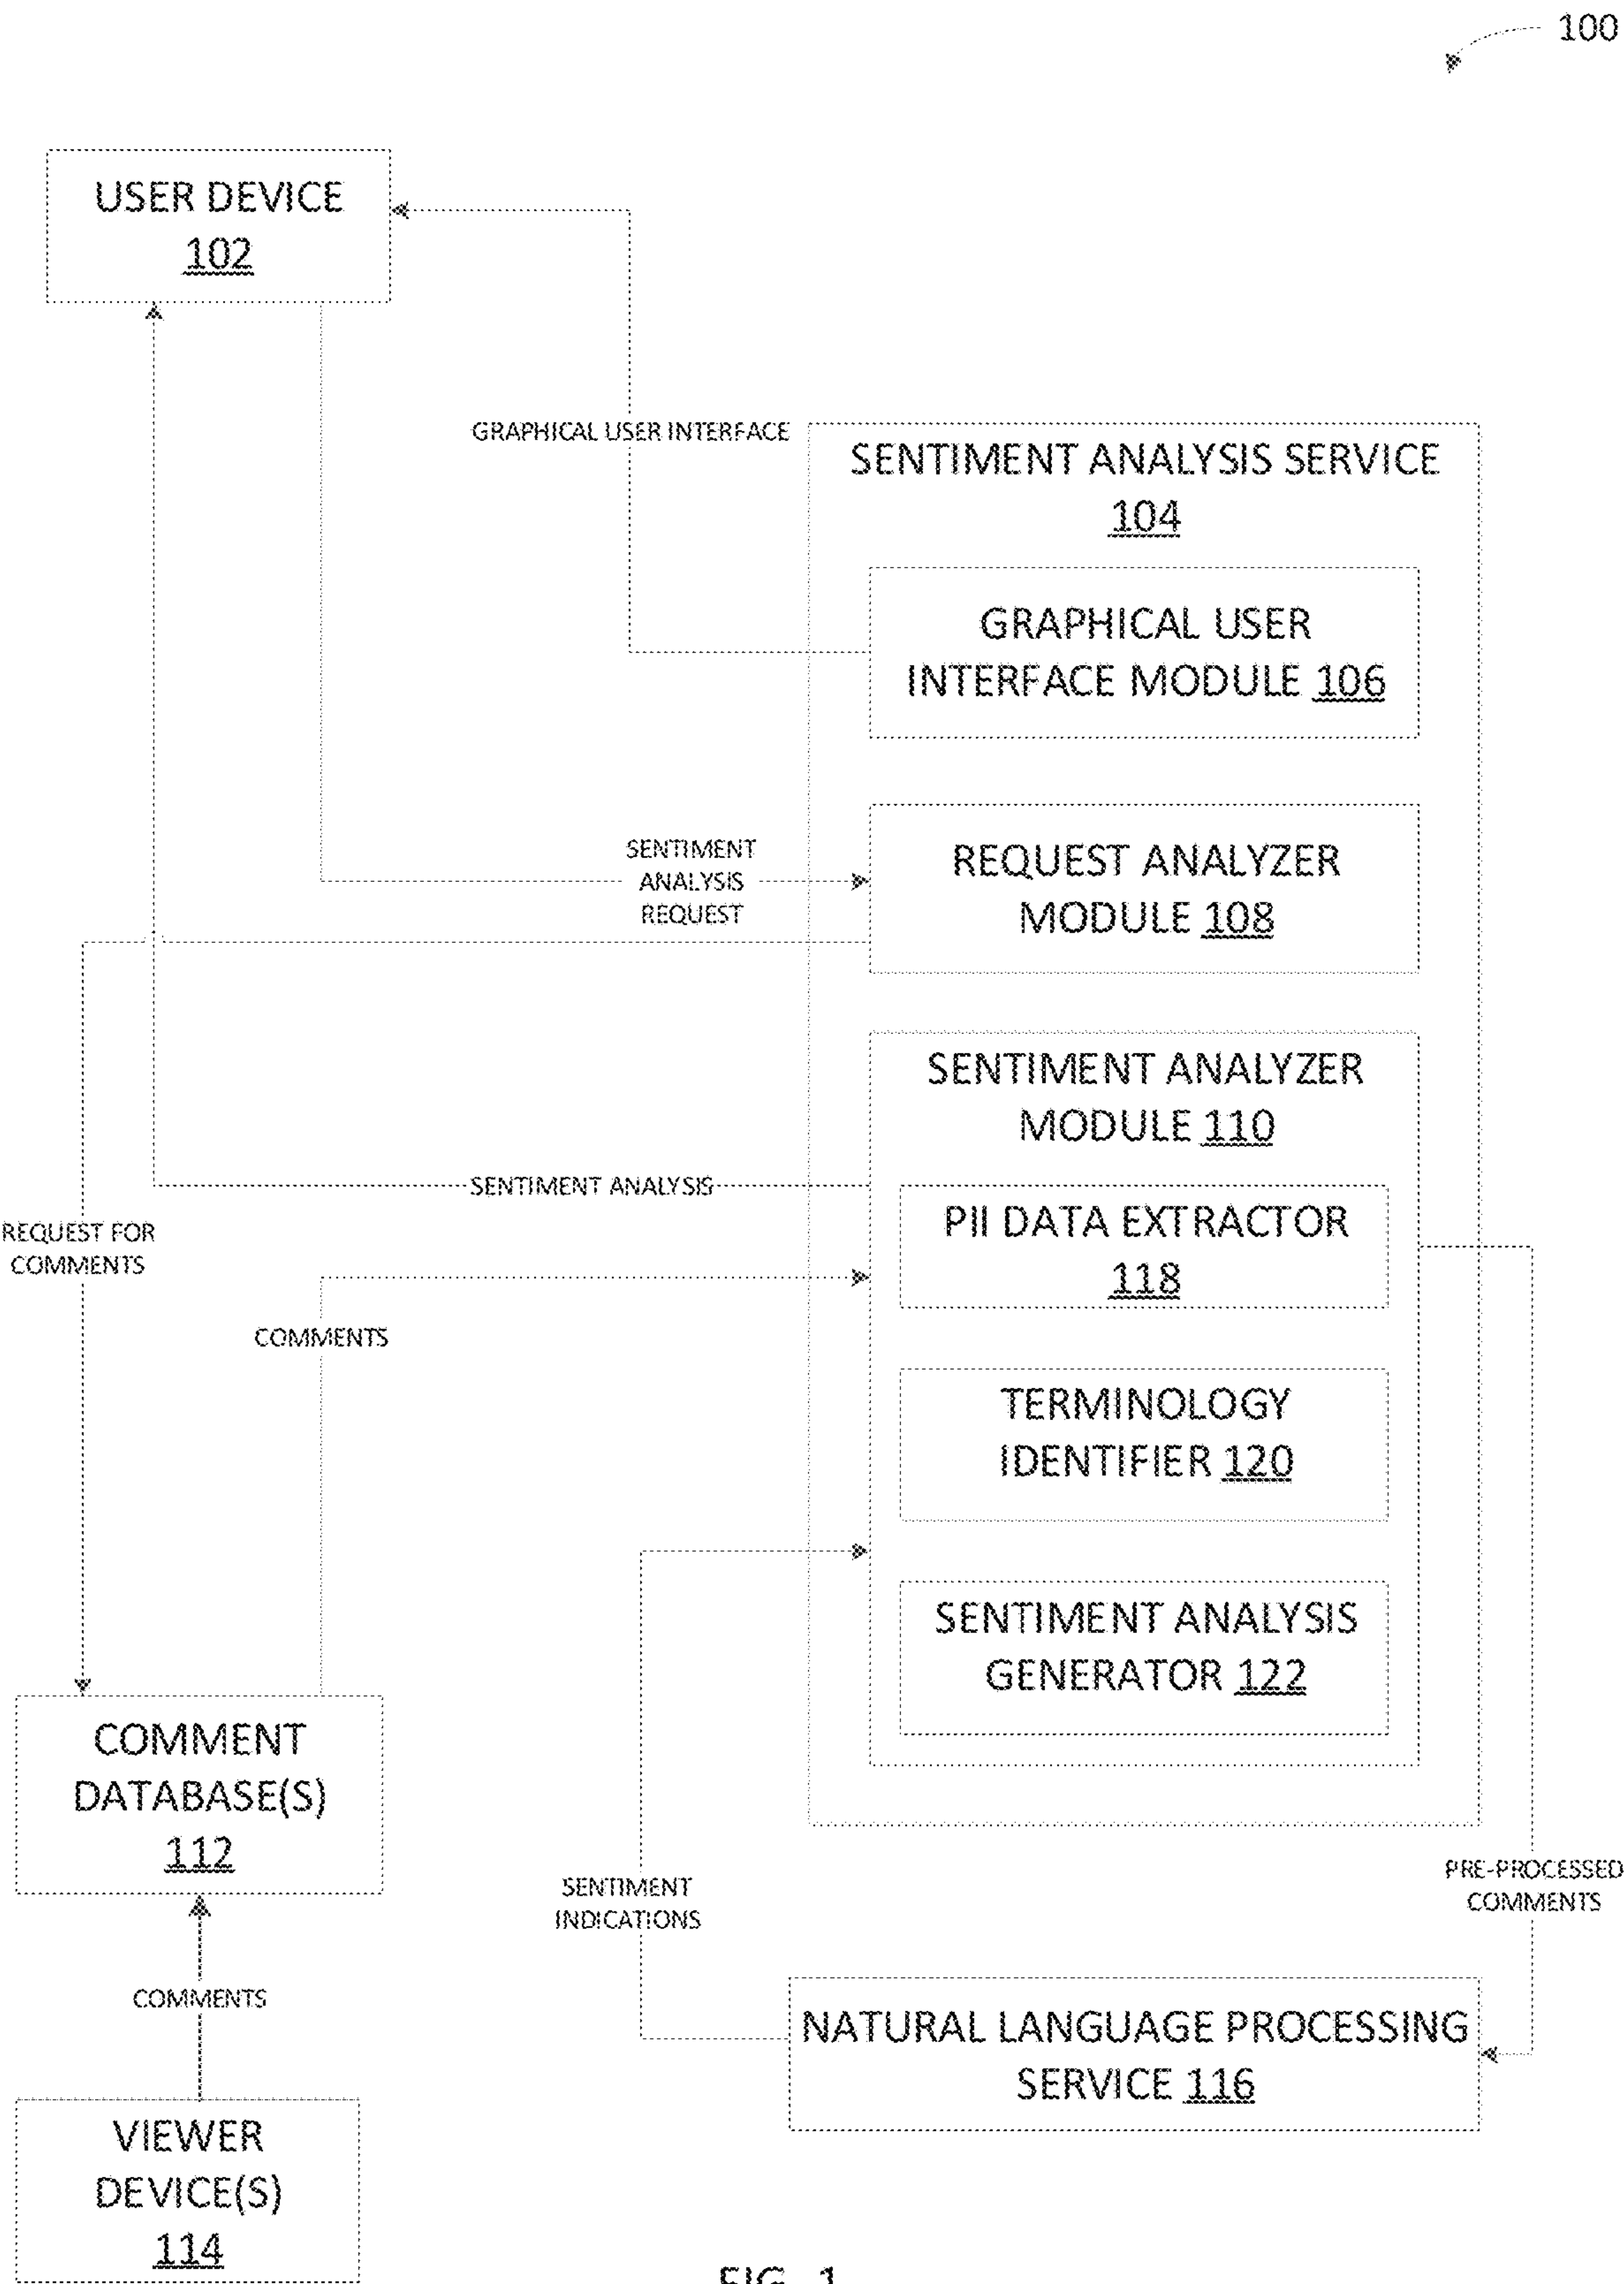 100
USER DEVICE
102
GRAPHICAL USER INTERFACE
SENTIMENT ANALYSIS SERVICE
104
GRAPHICAL USER
INTERFACE MODULE 106
SENTIMENT
ANALYSIS
REQUEST
REQUEST ANALYZER
MODULE 108
SENTIMENT ANALYZER
MODULE 110
SENTIMENT ANALYSIS
PII DATA EXTRACTOR
118
REQUEST FOR
COMMENTS
COMMENTS
TERMINOLOGY
IDENTIFIER 120
SENTIMENT ANALYSIS
GENERATOR 122
COMMENT
DATABASE(S)
112
SENTIMENT
INDICATIONS
PRE-PROCESSED
COMMENTS
COMMENTS
NATURAL LANGUAGE PROCESSING
SERVICE 116
VIEWER
DEVICE(S)
114
FIG. 1